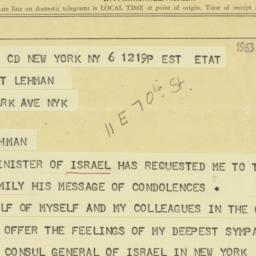 ate line on domestic telegrams is LOCAL TIME at point of origin, Time of receipt
1963
CD NEW YORK NY 6 1219P EST ETAT
T LEHMAN
RK AVE NYK
11 E 70th St.
HMAN
INISTER OF ISRAEL HAS REQUESTED ME TO T
MILY HIS MESSAGE OF CONDOLENCES •
LF OF MYSELF AND MY COLLEAGUES IN THE
OFFER THE FEELINGS OF MY DEEPEST SYMPA
CONSUL GENERAL OF ISRAEL IN NEW YORK